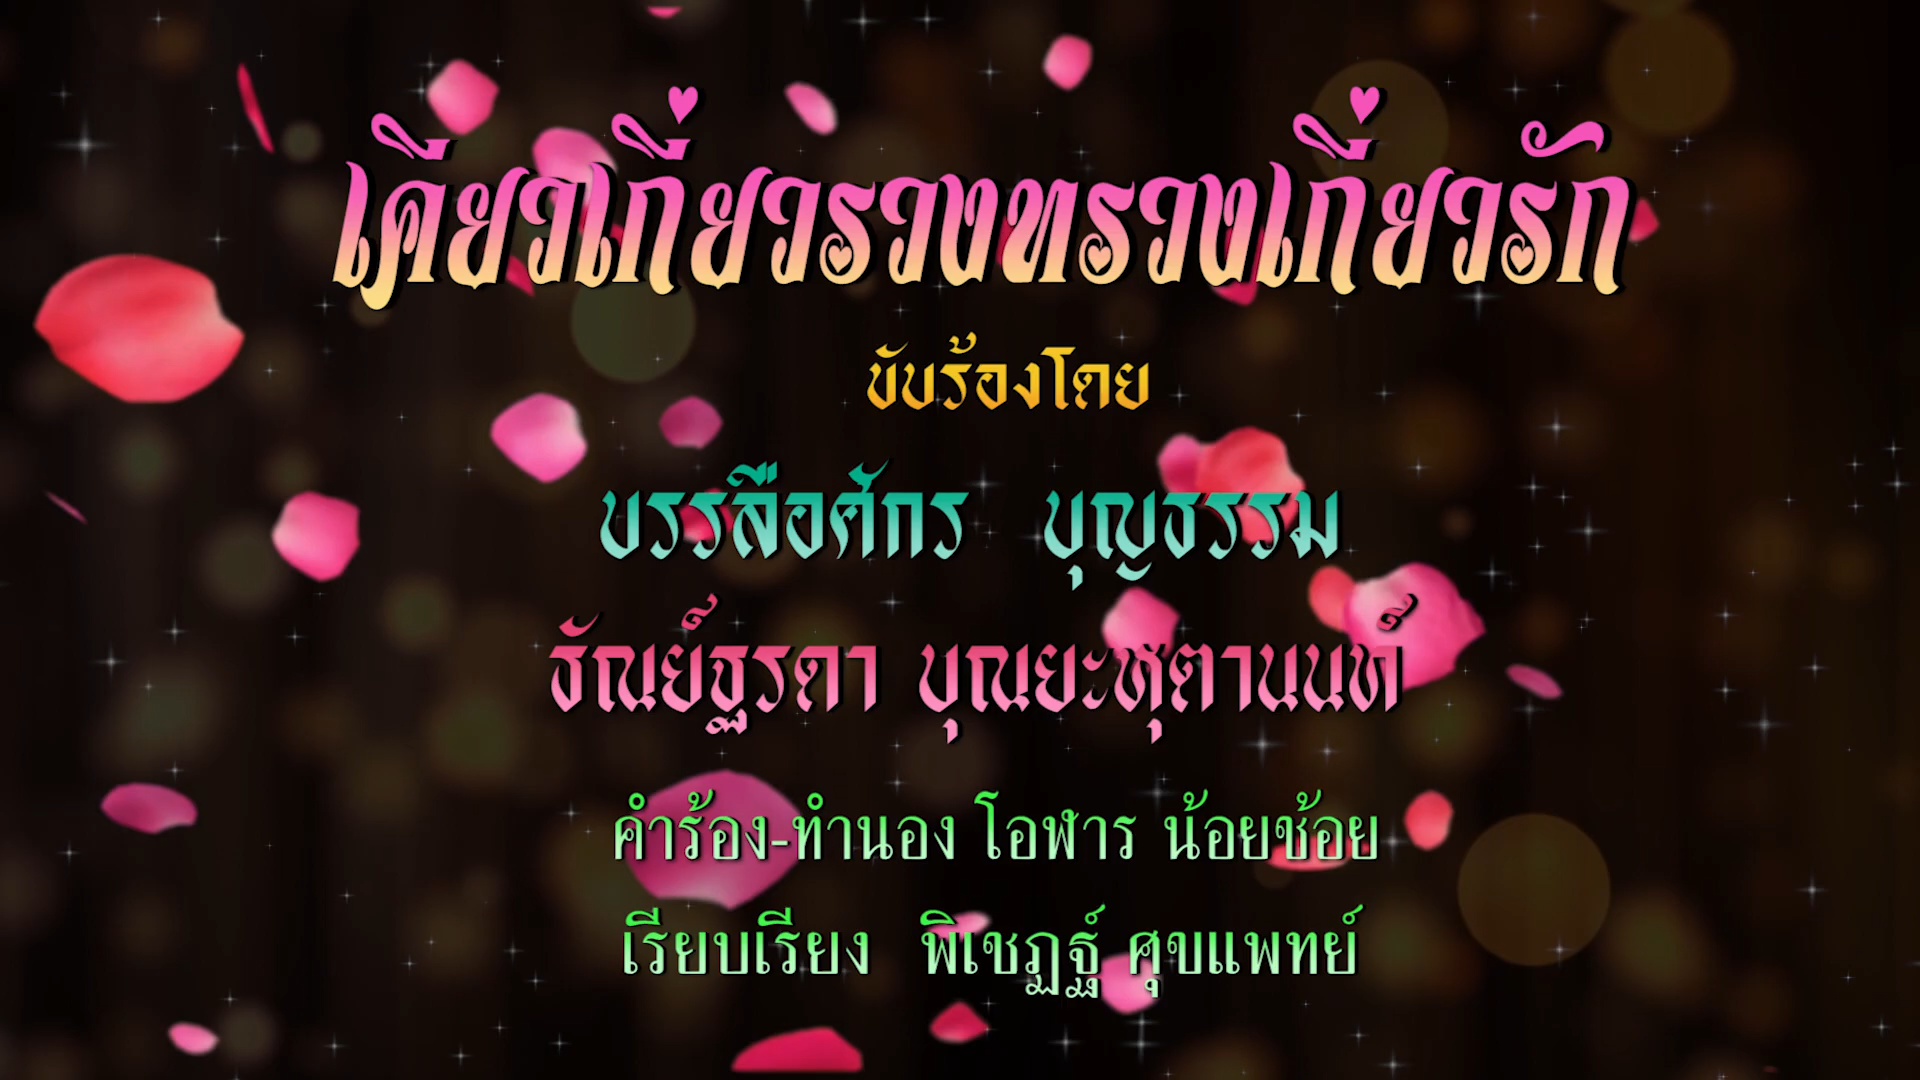 เคียวเกี่ยวรวงทรวงเกี่ยวรัก
ขับร้องโดย
บรรลือศักร บุญธรรม
ธัณย์ฐรดา บุณยะหุตานนท์
คำร้อง-ทำนอง โอฬาร น้อยช้อย
เรียบเรียง พิเชฏฐ์ ศุขแพทย์